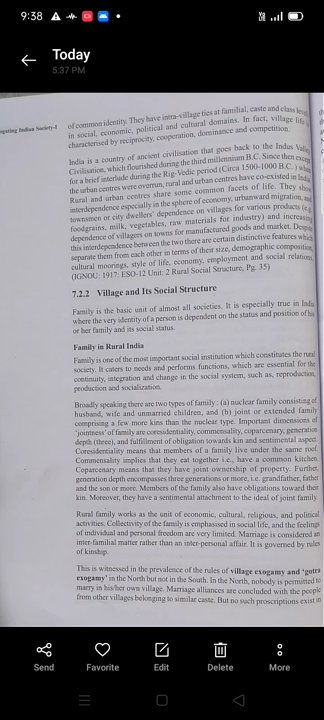 9:38
Today
5:37 PM
gating Indian Society-I
of common identity. They have intra-village ties at familial, caste and class levels
in social, economic, political and cultural domains. In fact, village life is
characterised by reciprocity, cooperation, dominance and competition.
India is a country of ancient civilisation that goes back to the Indus Valley
Civilisation, which flourished during the third millennium B.C. Since then except
for a brief interlude during the Rig-Vedic period (Circa 1500-1000 B.C.) when
the urban centres were overrun, rural and urban centres have co-existed in India.
Rural and urban centres share some common facets of life. They show
interdependence especially in the sphere of economy, urbanward migration, and
townsmen or city dwellers' dependence on villages for various products (e.g.
foodgrains, milk, vegetables, raw materials for industry) and increasing
dependence of villagers on towns for manufactured goods and market. Despite
this interdependence between the two there are certain distinctive features which
separate them from each other in terms of their size, demographic composition,
cultural moorings, style of life, economy, employment and social relations.
(IGNOU: 1917: ESO-12 Unit: 2 Rural Social Structure, Pg. 35)
7.2.2 Village and Its Social Structure
Family is the basic unit of almost all societies. It is especially true in India
where the very identity of a person is dependent on the status and position of his
or her family and its social status.
Family in Rural India
Family is one of the most important social institution which constitutes the rural
society. It caters to needs and performs functions, which are essential for the
continuity, integration and change in the social system, such as, reproduction,
production and socialization.
Broadly speaking there are two types of family : (a) nuclear family consisting of
husband, wife and unmarried children, and (b) joint or extended family
comprising a few more kins than the nuclear type. Important dimensions of
'jointness' of family are coresidentiality, commensality, coparcenary, generation
depth (three), and fulfillment of obligation towards kin and sentimental aspect.
Coresidentiality means that members of a family live under the same roof.
Commensality implies that they eat together i.e., have a common kitchen.
Coparcenary means that they have joint ownership of property. Further,
generation depth encompasses three generations or more, i.e. grandfather, father
and the son or more. Members of the family also have obligations toward their
kin. Moreover, they have a sentimental attachment to the ideal of joint family.
Rural family works as the unit of economic, cultural, religious, and political
activities. Collectivity of the family is emphasised in social life, and the feelings
of individual and personal freedom are very limited. Marriage is considered an
inter-familial matter rather than an inter-personal affair. It is governed by rules
of kinship.
This is witnessed in the prevalence of the rules of village exogamy and 'gotra
exogamy' in the North but not in the South. In the North, nobody is permitted to
marry in his/her own village. Marriage alliances are concluded with the people
from other villages belonging to similar caste. But no such proscriptions exist in
Send Favorite Edit Delete More